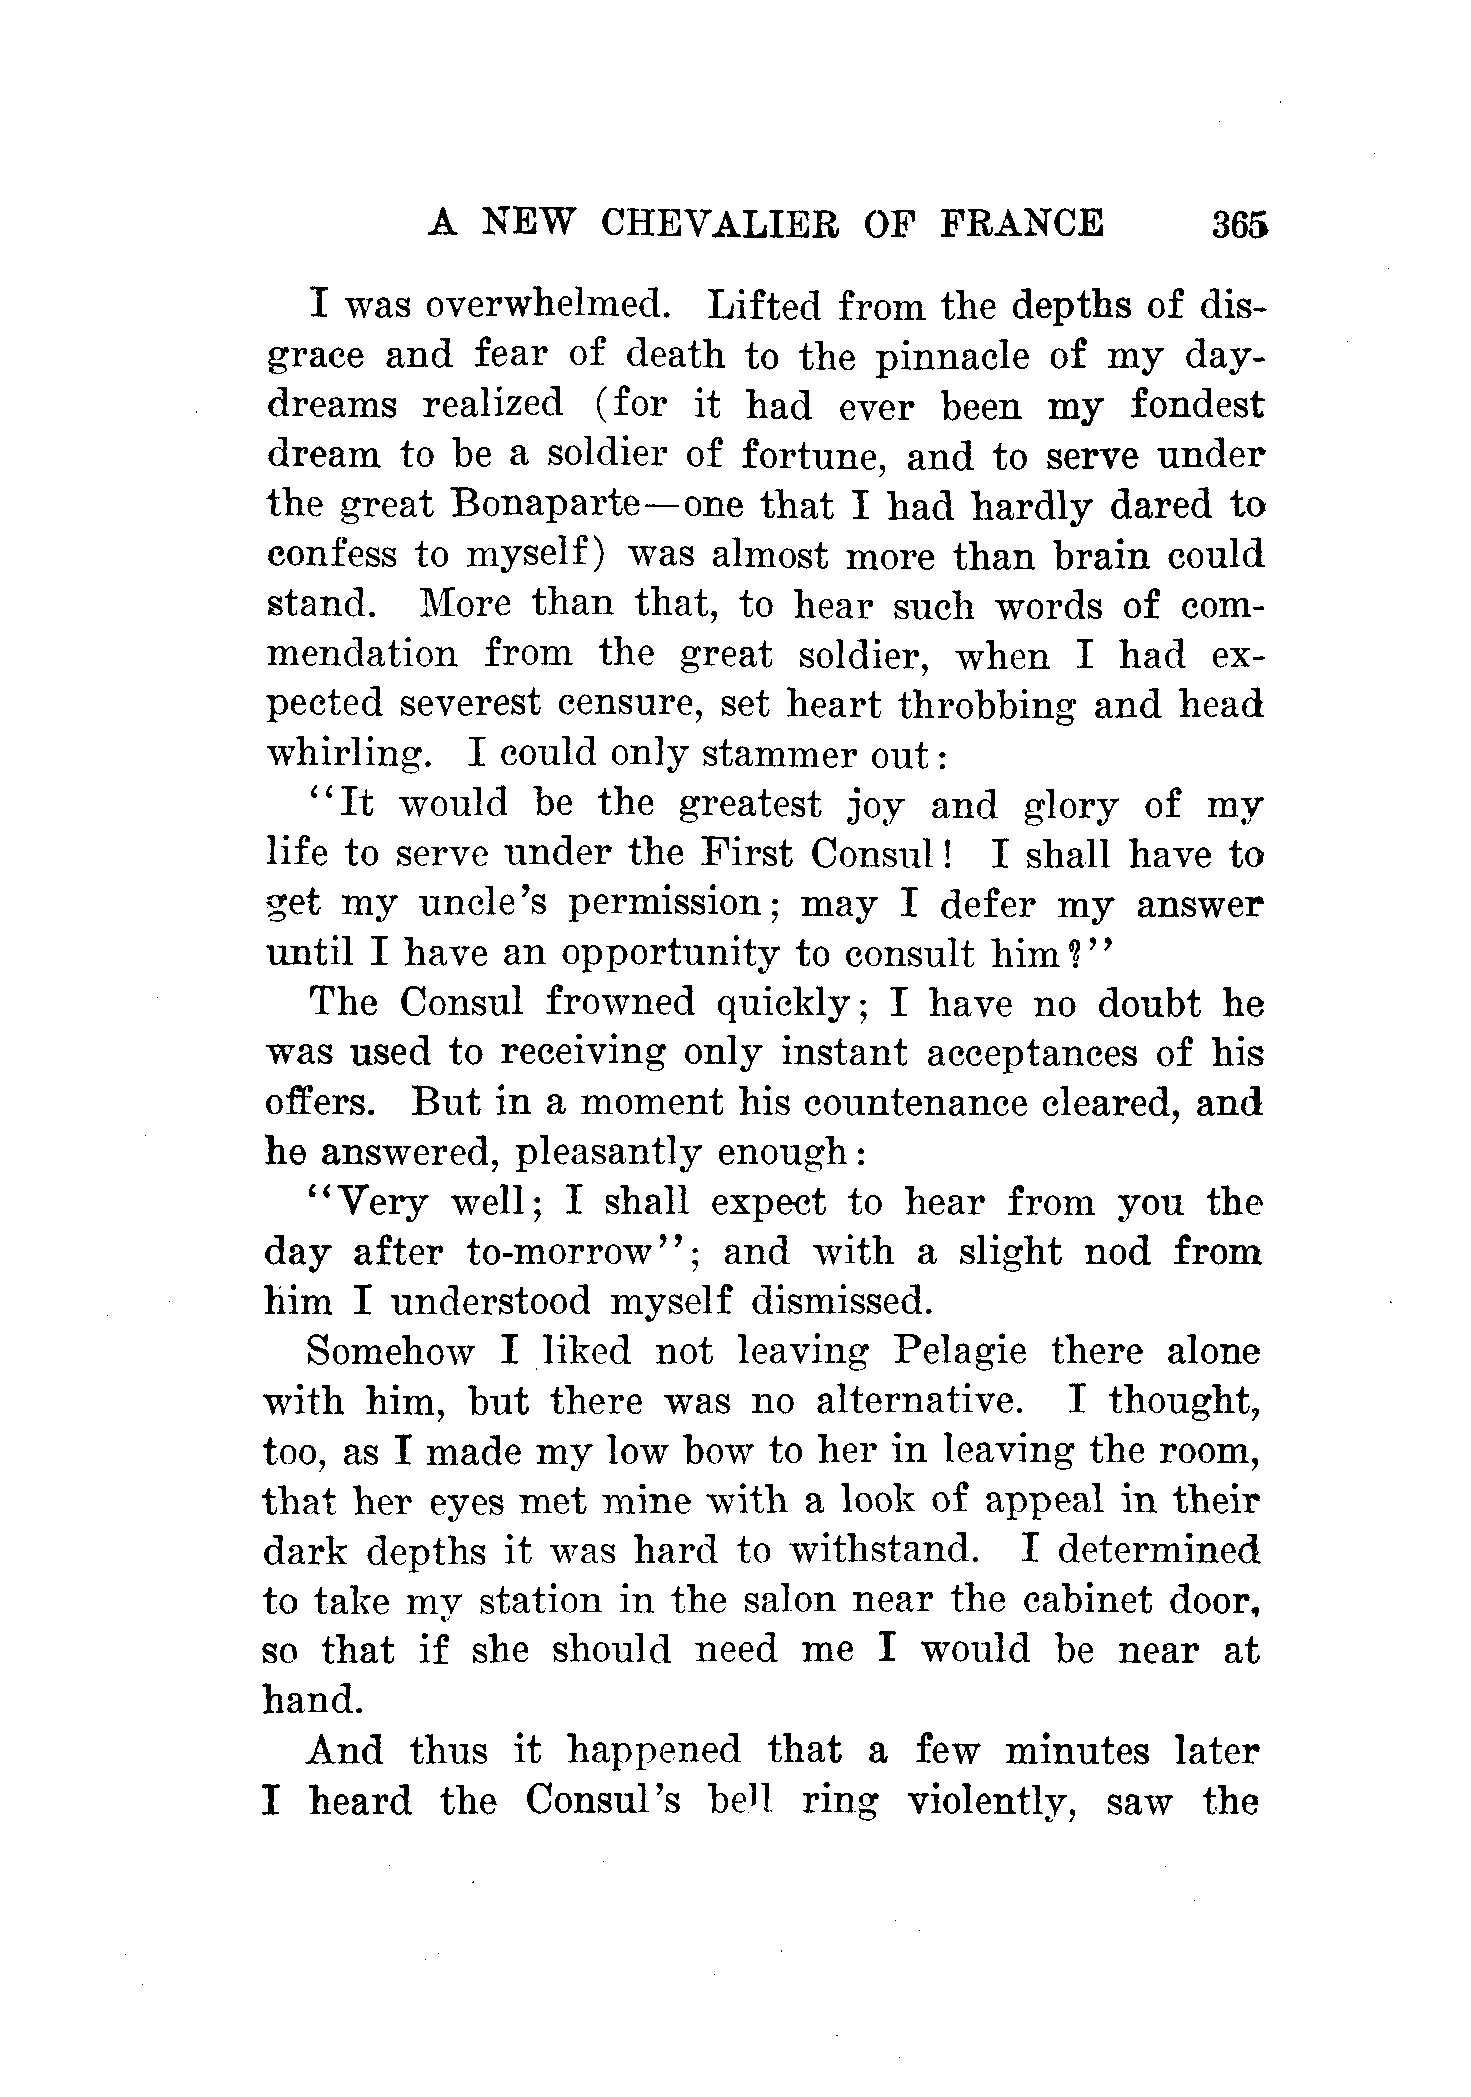 A NEW CHEVALIER OF FRANCE 365
I was overwhelmed. Lifted from the depths of dis-
grace and fear of death to the pinnacle of my day-
dreams realized (for it had ever been my fondest
dream to be a soldier of fortune, and to serve under
the great Bonaparte—one that I had hardly dared to
confess to myself) was almost more than brain could
stand. More than that, to hear such words of com-
mendation from the great soldier, when I had ex-
pected severest censure, set heart throbbing and head
whirling. I could only stammer out:
“It would be the greatest joy and glory of my
life to serve under the First Consul! I shall have to
get my uncle’s permission; may I defer my answer
until I have an opportunity to consult him?”
The Consul frowned quickly; I have no doubt he
was used to receiving only instant acceptances of his
offers. But in a moment his countenance cleared, and
he answered, pleasantly enough:
“Very well; I shall expect to hear from you the
day after to-morrow”; and with a slight nod from
him I understood myself dismissed.
Somehow I liked not leaving Pelagie there alone
with him, but there was no alternative. I thought,
too, as I made my low bow to her in leaving the room,
that her eyes met mine with a look of appeal in their
dark depths it was hard to withstand. I determined
to take my station in the salon near the cabinet door,
so that if she should need me I would be near at
hand.
And thus it happened that a few minutes later
I heard the Consul’s bell ring violently, saw the